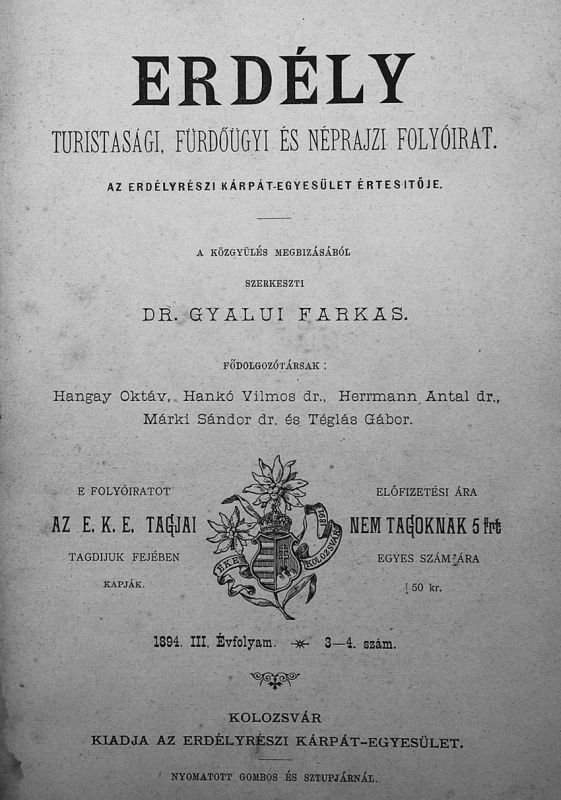 ERDÉLY
TURISTASÁGI, FÜRDŐÜGYI ÉS NÉPRAJZI FOLYÓIRAT.
AZ ERDÉLYRÉSZI KÁRPÁT-EGYESÜLET ÉRTESITŐJE.
A KÖZGYÜLÉS MEGBIZÁSÁBÓL
SZERKESZTI
DR. GYALUI FARKAS.
FŐDOLGOZÓTÁRSAK:
Hangay Oktáv, Hankó Vilmos dr., Herrmann Antal dr.,
Márki Sándor dr. és Téglás Gábor.
E FOLYÓIRATOT
AZ E. K. E. TAGJAI
TAGDIJUK FEJÉBEN
KAPJÁK.
EKE
KOLOZSVÁR
1891
ELŐFIZETÉSI ÁRA
NEM TAGOKNAK 5 frt
EGYES SZÁM ÁRA
50 kr.
1894. III. Évfolyam. 3—4. szám.
KOLOZSVÁR
KIADJA AZ ERDÉLYRÉSZI KÁRPÁT-EGYESÜLET.
NYOMATOTT GOMBOS ÉS SZTUPJÁRNÁL.